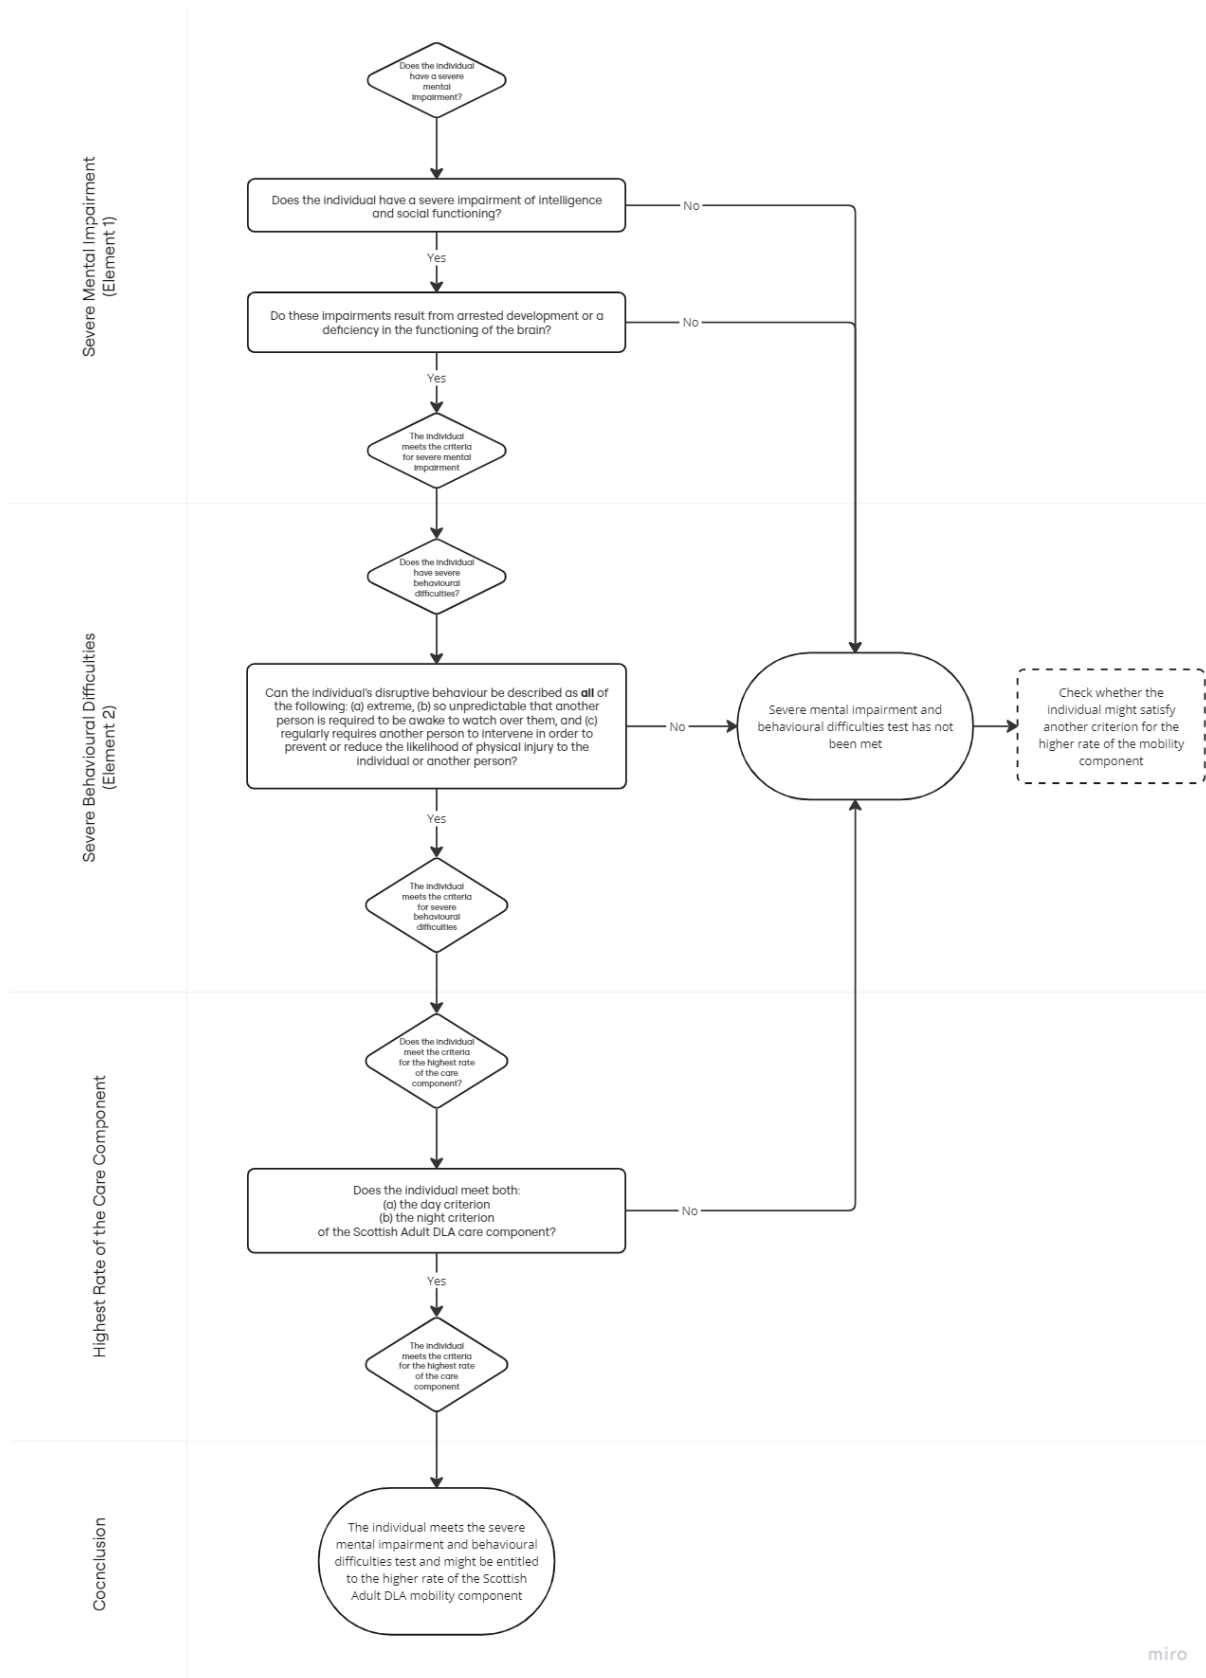 Severe Mental Impairment
(Element 1)
Does the individual
have a severe
mental
impairment?
Does the individual have a severe impairment of intelligence
and social functioning?
No
Yes
Do these impairments result from arrested development or a
deficiency in the functioning of the brain?
No
Yes
The individual
meets the criteria
for severe mental
impairment
Severe Behavioural Difficulties
(Element 2)
Does the individual
have severe
behavioural
difficulties?
Can the individual's disruptive behaviour be described as all of
the following: (a) extreme, (b) so unpredictable that another
person is required to be awake to watch over them, and (c)
regularly requires another person to intervene in order to
prevent or reduce the likelihood of physical injury to the
individual or another person?
No
Severe mental impairment and
behavioural difficulties test has not
been met
Check whether the
individual might satisfy
another criterion for the
higher rate of the mobility
component
Yes
The individual
meets the criteria
for severe
behavioural
difficulties
Highest Rate of the Care Component
Does the individual
meet the criteria
for the highest rate
of the care
component?
Does the individual meet both:
(a) the day criterion
(b) the night criterion
of the Scottish Adult DLA care component?
No
Yes
The individual
meets the criteria
for the highest rate
of the care
component
Cocnclusion
The individual meets the severe
mental impairment and behavioural
difficulties test and might be entitled
to the higher rate of the Scottish
Adult DLA mobility component
miro